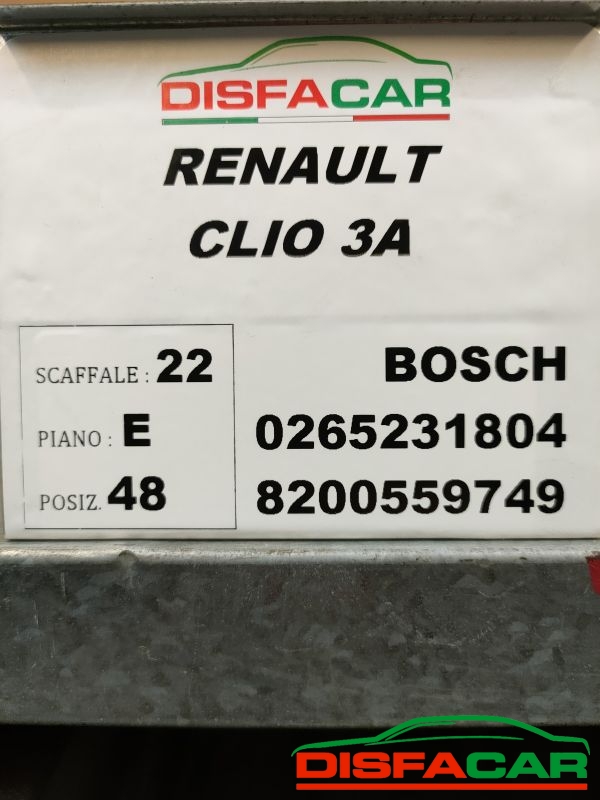 DISFACAR
RENAULT
CLIO 3A
SCAFFALE : 22
PIANO : E
POSIZ. 48
BOSCH
0265231804
8200559749
DISFACAR